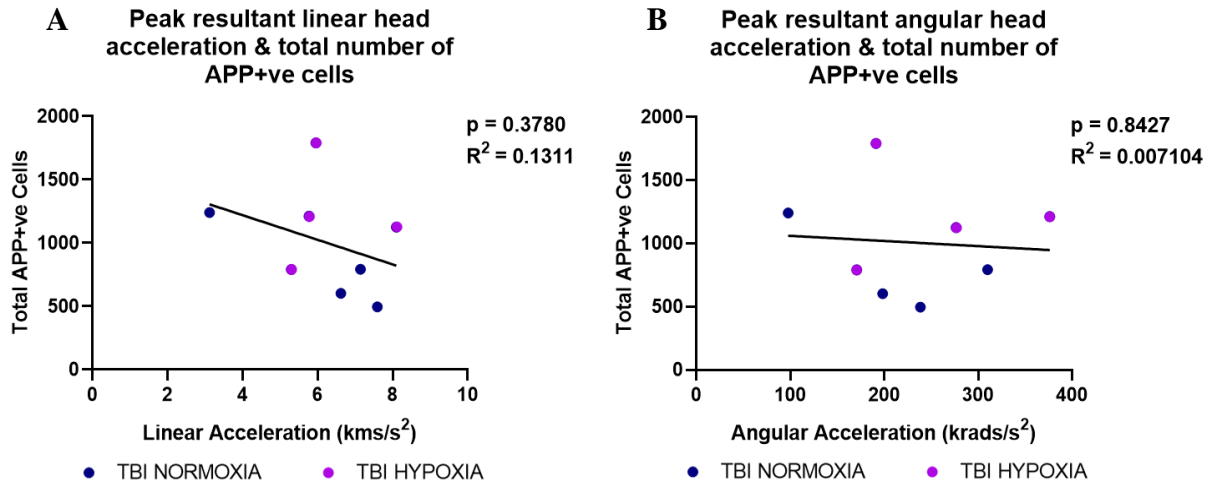 A
Peak resultant linear head
acceleration & total number of
APP+ve cells
p = 0.3780
R² = 0.1311
Total APP+ve Cells
2000
1500
1000
500
0
0 2 4 6 8 10
Linear Acceleration (kms/s²)
TBI NORMOXIA TBI HYPOXIA
B
Peak resultant angular head
acceleration & total number of
APP+ve cells
p = 0.8427
R² = 0.007104
Total APP+ve Cells
2000
1500
1000
500
0
0 100 200 300 400
Angular Acceleration (krads/s²)
TBI NORMOXIA TBI HYPOXIA